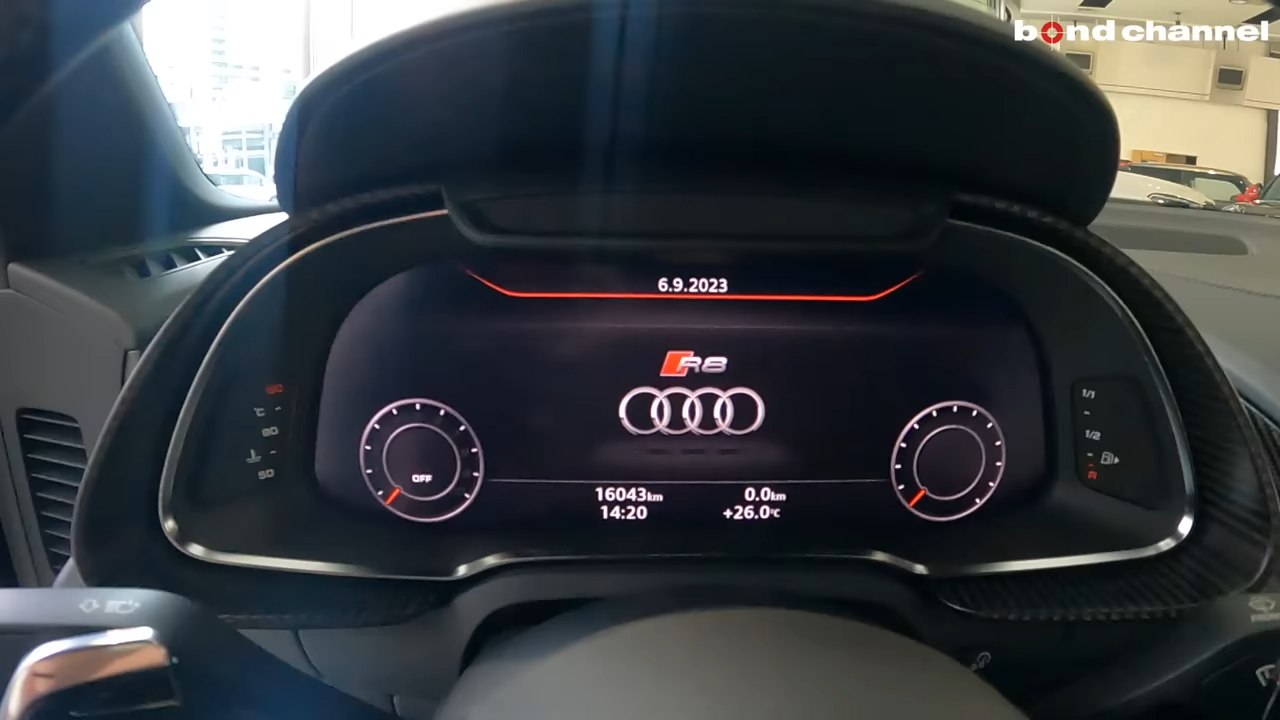 bond channel
6.9.2023
R8
°C
90
50
OFF
16043km
0.0km
14:20
+26.0°C
1/1
1/2
R